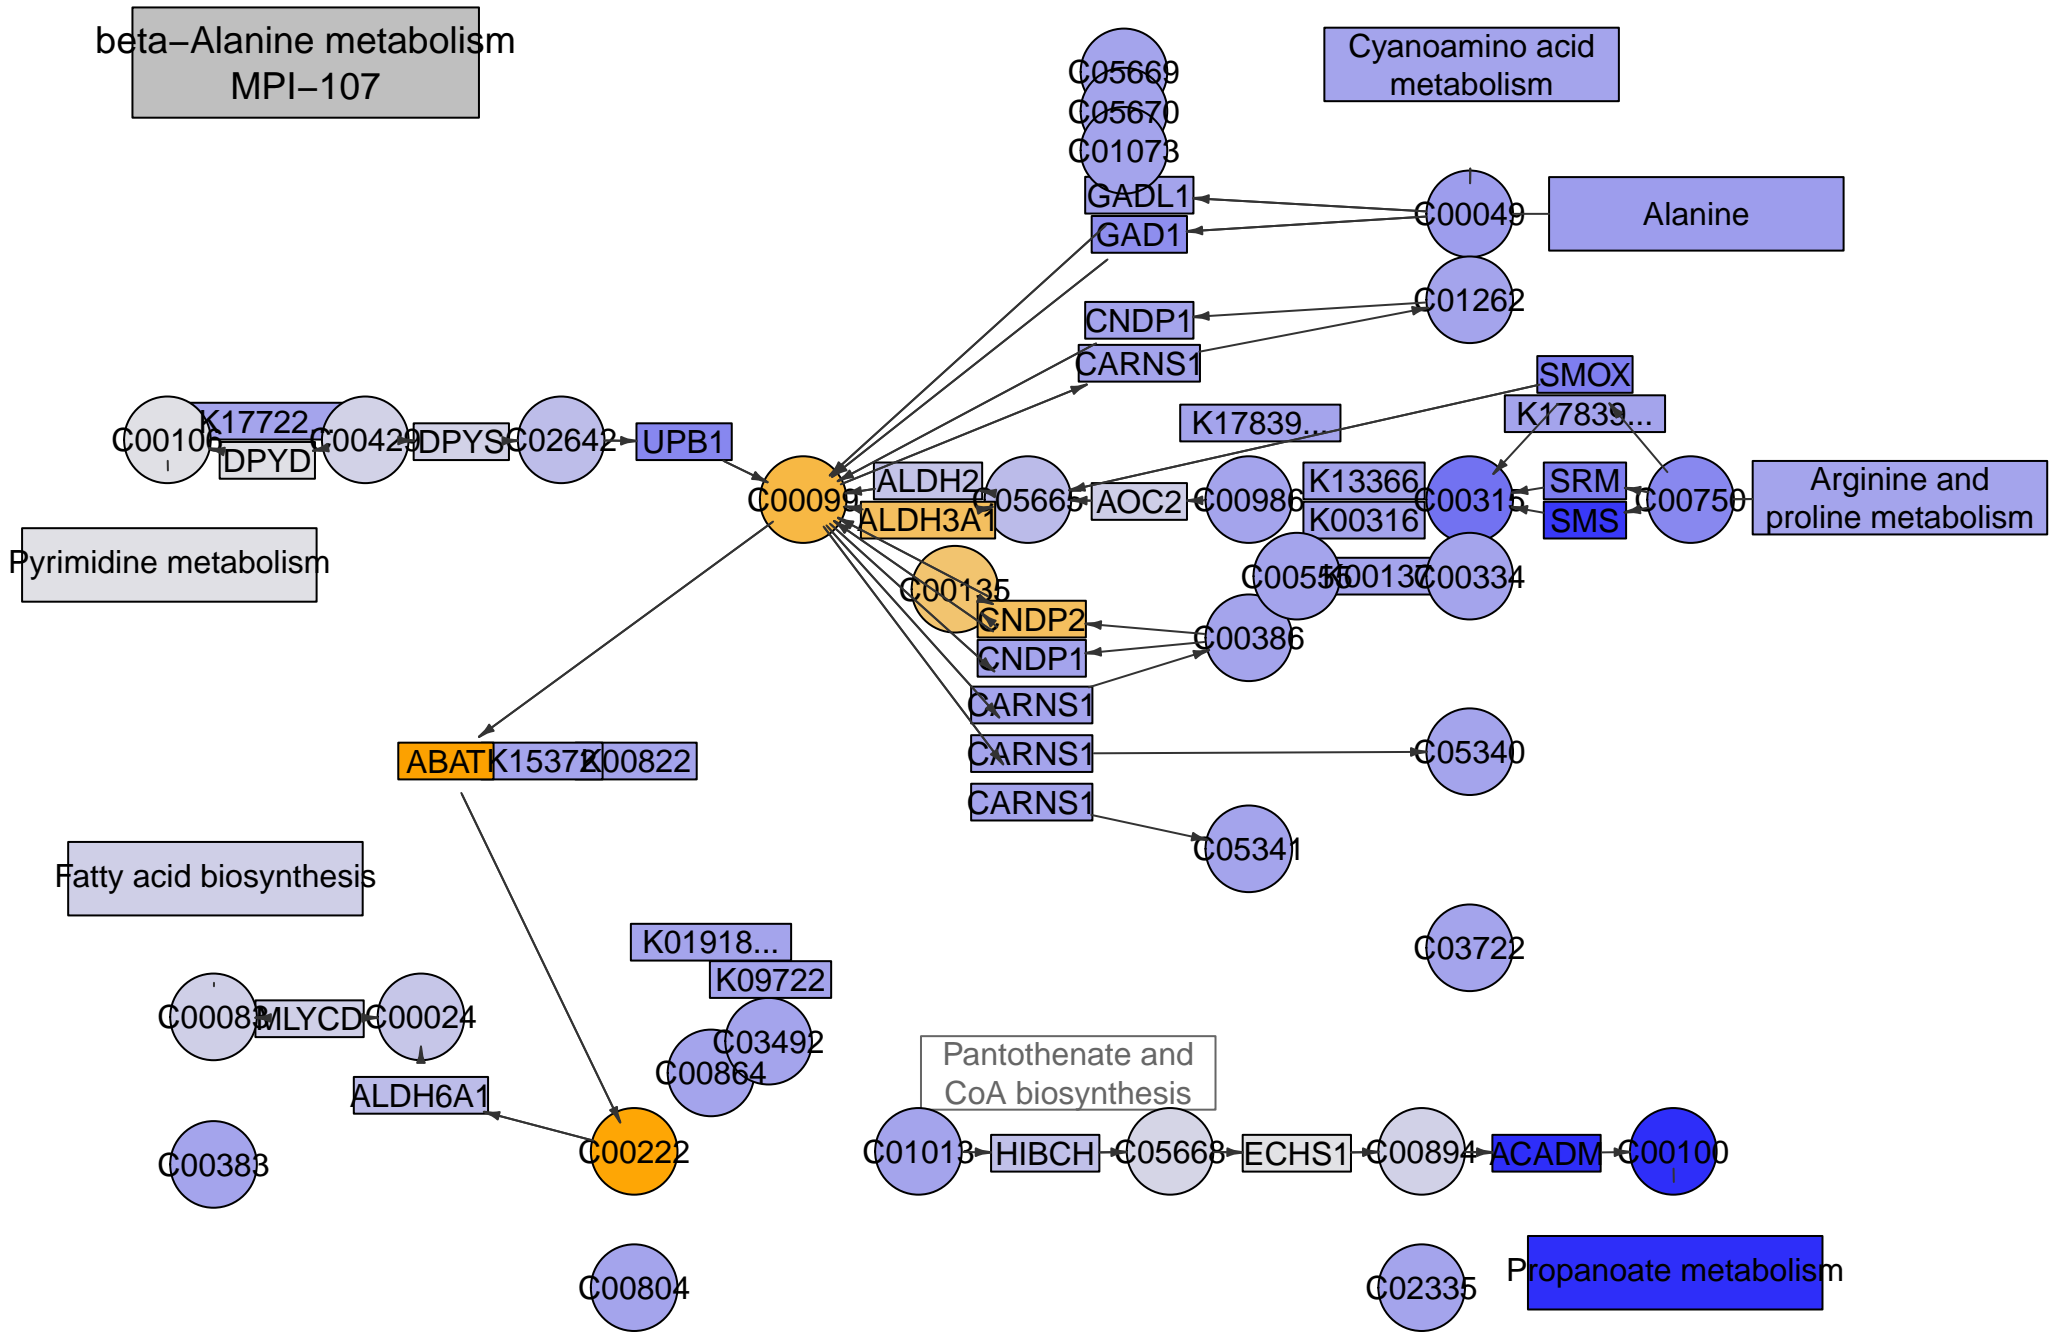 beta−Alanine metabolism
MPI−107
C05669
C05670
C01073
Cyanoamino acid
metabolism
GADL1
GAD1
C00049
Alanine
CNDP1
CARNS1
C01262
SMOX
K17839...
K17839...
C00106
K17722...
DPYD
C00429
DPYS
C02642
UPB1
C00099
ALDH2
ALDH3A1
C05665
AOC2
C00986
K13366
K00316
C00315
SRM
SMS
C00750
Arginine and
proline metabolism
Pyrimidine metabolism
C00135
C00555
K00137
C00334
CNDP2
CNDP1
C00386
CARNS1
CARNS1
CARNS1
C05340
C05341
ABAT
K15372
K00822
Fatty acid biosynthesis
K01918...
K09722
C03722
C00083
MLYCD
C00024
C03492
C00864
ALDH6A1
Pantothenate and
CoA biosynthesis
C00383
C00222
C01013
HIBCH
C05668
ECHS1
C00894
ACADM
C00100
C00804
C02335
Propanoate metabolism